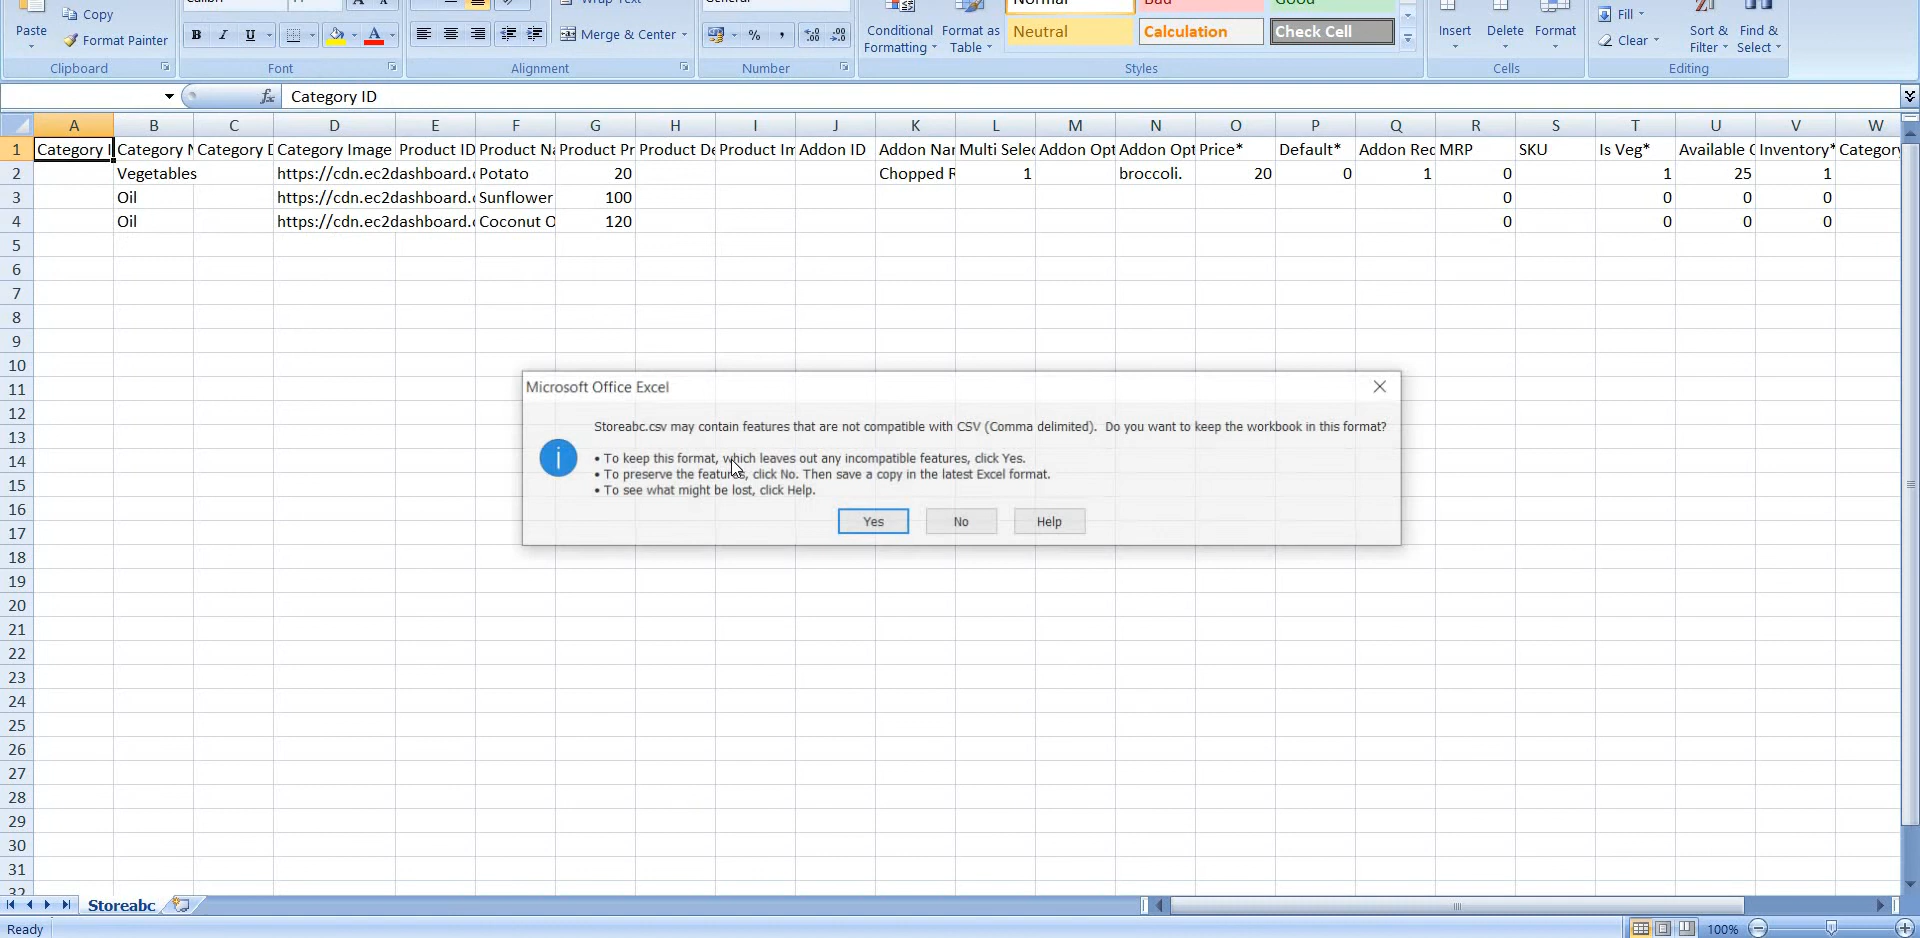 Copy
Wrap Text
General
Normal
Bad
Good
Paste
Format Painter
B I U
A
Merge & Center
% ,
Conditional Formatting
Format as Table
Neutral
Calculation
Check Cell
Insert
Delete
Format
Fill
Clear
Sort & Filter
Find & Select
Clipboard
Font
Alignment
Number
Styles
Cells
Editing
fx Category ID
A B C D E F G H I J K L M N O P Q R S T U V W
1 Category I Category N Category D Category Image Product ID Product Na Product Pr Product De Product Im Addon ID Addon Nar Multi Selec Addon Opt Addon Opt Price* Default* Addon Req MRP SKU Is Veg* Available Q Inventory* Category
2 Vegetables https://cdn.ec2dashboard.c Potato 20 Chopped R 1 broccoli. 20 0 1 0 1 25 1
3 Oil https://cdn.ec2dashboard.c Sunflower 100 0 0 0 0
4 Oil https://cdn.ec2dashboard.c Coconut O 120 0 0 0 0
5
6
7
8
9
10
11
12
13
14
15
16
17
18
19
20
21
22
23
24
25
26
27
28
29
30
31
32
Microsoft Office Excel
Storeabc.csv may contain features that are not compatible with CSV (Comma delimited). Do you want to keep the workbook in this format?
• To keep this format, which leaves out any incompatible features, click Yes.
• To preserve the features, click No. Then save a copy in the latest Excel format.
• To see what might be lost, click Help.
Yes
No
Help
Storeabc
Ready
100%